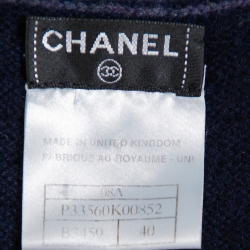 CHANEL
MADE IN UNITED KINGDOM
FABRIQUE AU ROYAUME - UNI
08A
P33560K00852
B3450 40